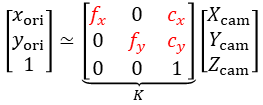 [x_ori y_ori 1] ≃ [f_x 0 c_x; 0 f_y c_y; 0 0 1] [X_cam Y_cam Z_cam]
K